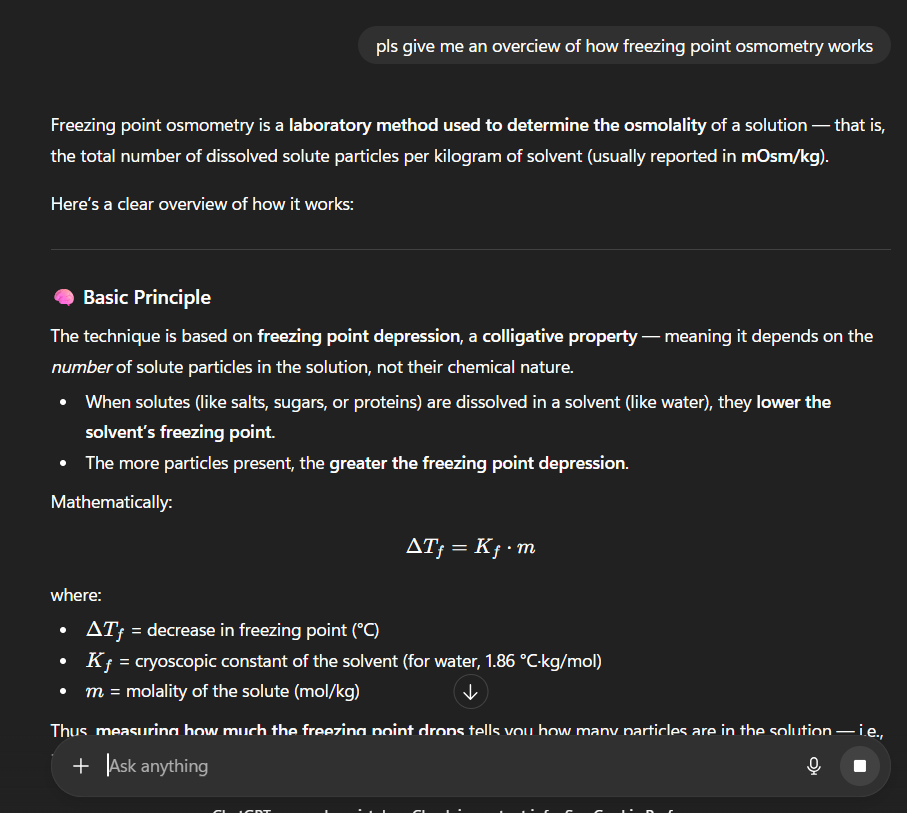 pls give me an overciew of how freezing point osmometry works
Freezing point osmometry is a laboratory method used to determine the osmolality of a solution — that is,
the total number of dissolved solute particles per kilogram of solvent (usually reported in mOsm/kg).
Here’s a clear overview of how it works:
🧠 Basic Principle
The technique is based on freezing point depression, a colligative property — meaning it depends on the
number of solute particles in the solution, not their chemical nature.
• When solutes (like salts, sugars, or proteins) are dissolved in a solvent (like water), they lower the
solvent’s freezing point.
• The more particles present, the greater the freezing point depression.
Mathematically:
ΔT_f = K_f · m
where:
• ΔT_f = decrease in freezing point (°C)
• K_f = cryoscopic constant of the solvent (for water, 1.86 °C·kg/mol)
• m = molality of the solute (mol/kg)
Thus, measuring how much the freezing point drops tells you how many particles are in the solution — i.e.,
Ask anything